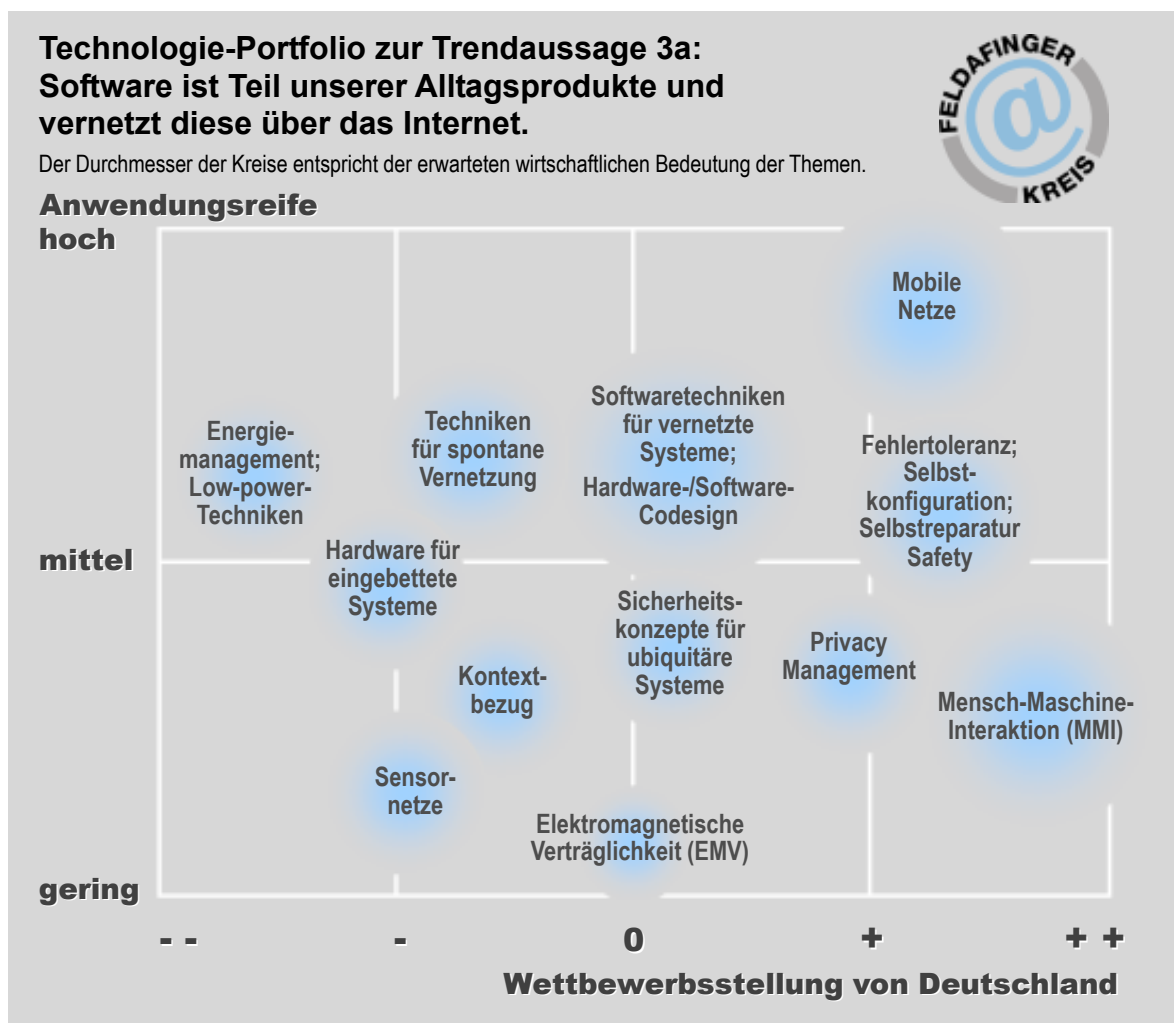 Technologie-Portfolio zur Trendaussage 3a:
Software ist Teil unserer Alltagsprodukte und
vernetzt diese über das Internet.
Der Durchmesser der Kreise entspricht der erwarteten wirtschaftlichen Bedeutung der Themen.
FELDAFINGER
@
KREIS
Anwendungsreife
hoch
Mobile
Netze
Energie-
management;
Low-power-
Techniken
Techniken
für spontane
Vernetzung
Softwaretechniken
für vernetzte
Systeme;
Hardware-/Software-
Codesign
Fehlertoleranz;
Selbst-
konfiguration;
Selbstreparatur
Safety
mittel
Hardware für
eingebettete
Systeme
Sicherheits-
konzepte für
ubiquitäre
Systeme
Privacy
Management
Kontext-
bezug
Mensch-Maschine-
Interaktion (MMI)
Sensor-
netze
Elektromagnetische
Verträglichkeit (EMV)
gering
- - - 0 + + +
Wettbewerbsstellung von Deutschland